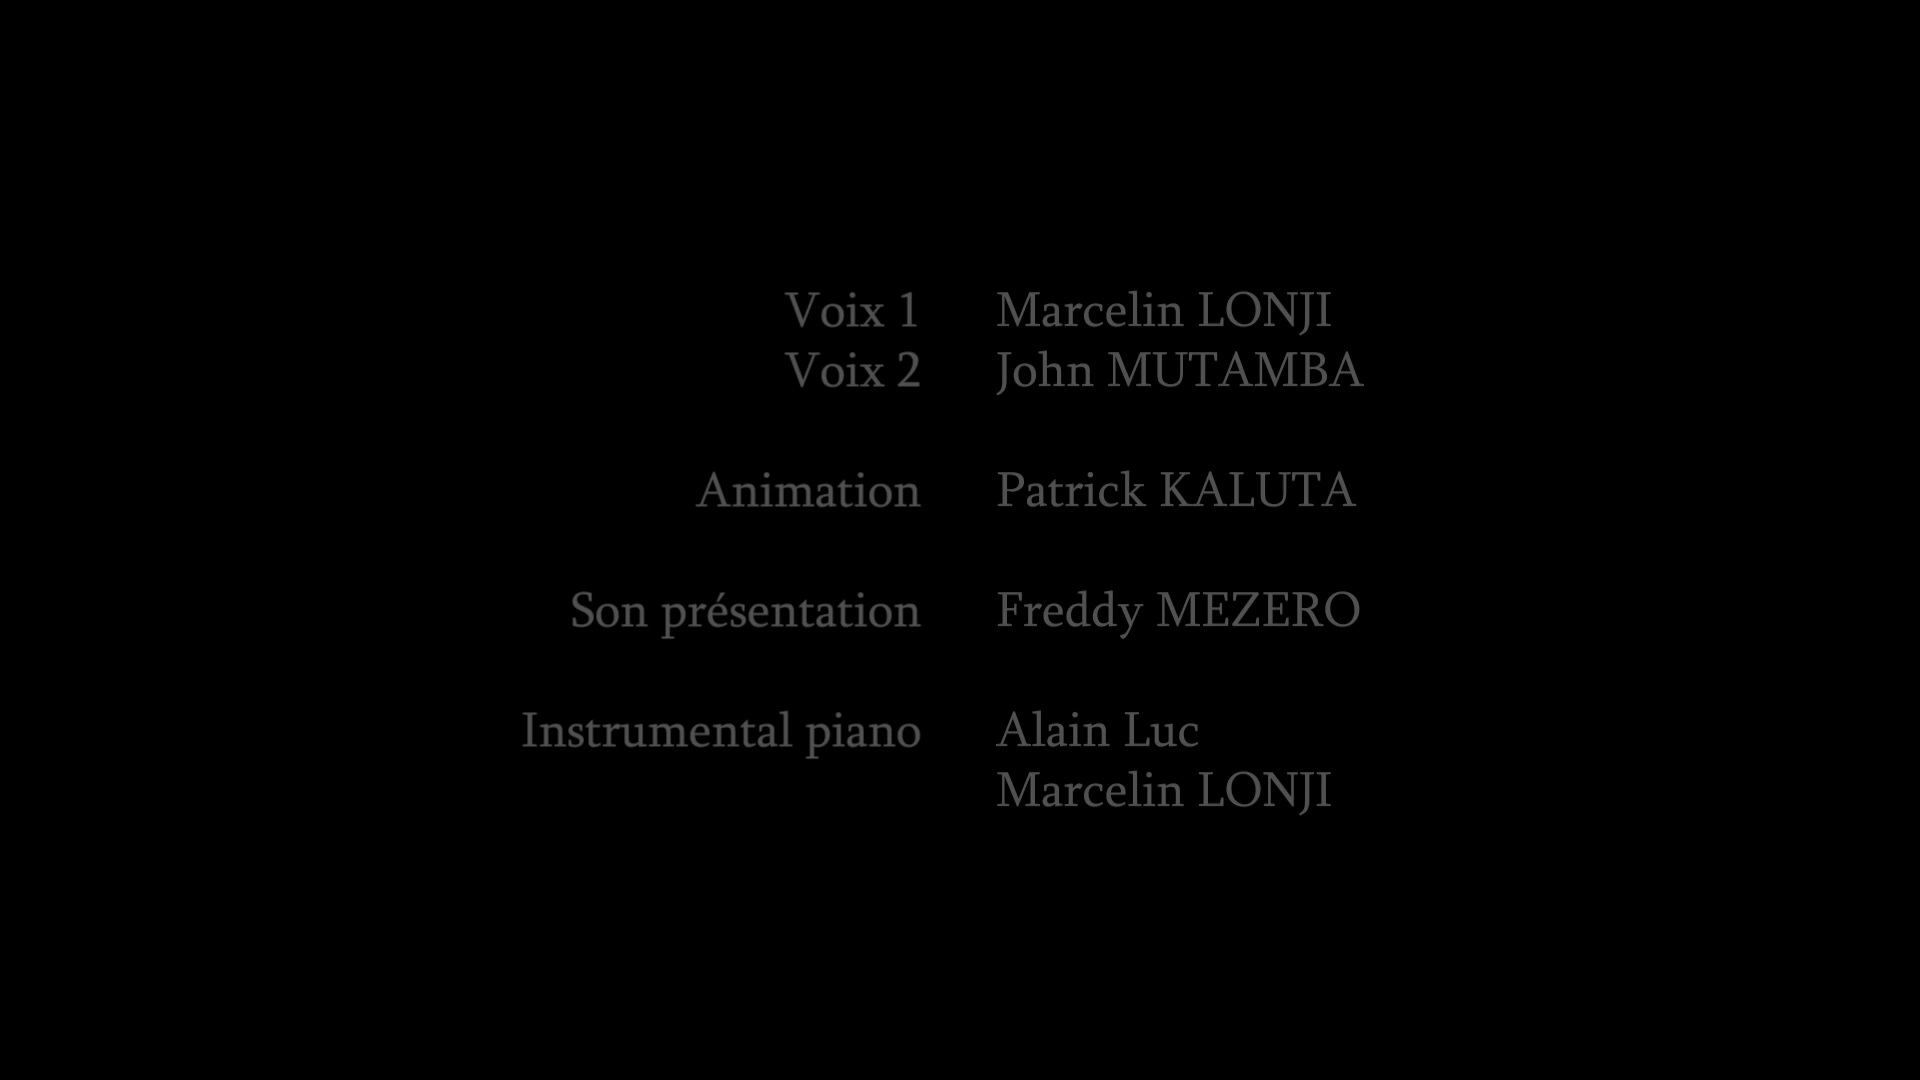 Voix 1 Marcelin LONJI
Voix 2 John MUTAMBA
Animation Patrick KALUTA
Son présentation Freddy MEZERO
Instrumental piano Alain Luc
Marcelin LONJI